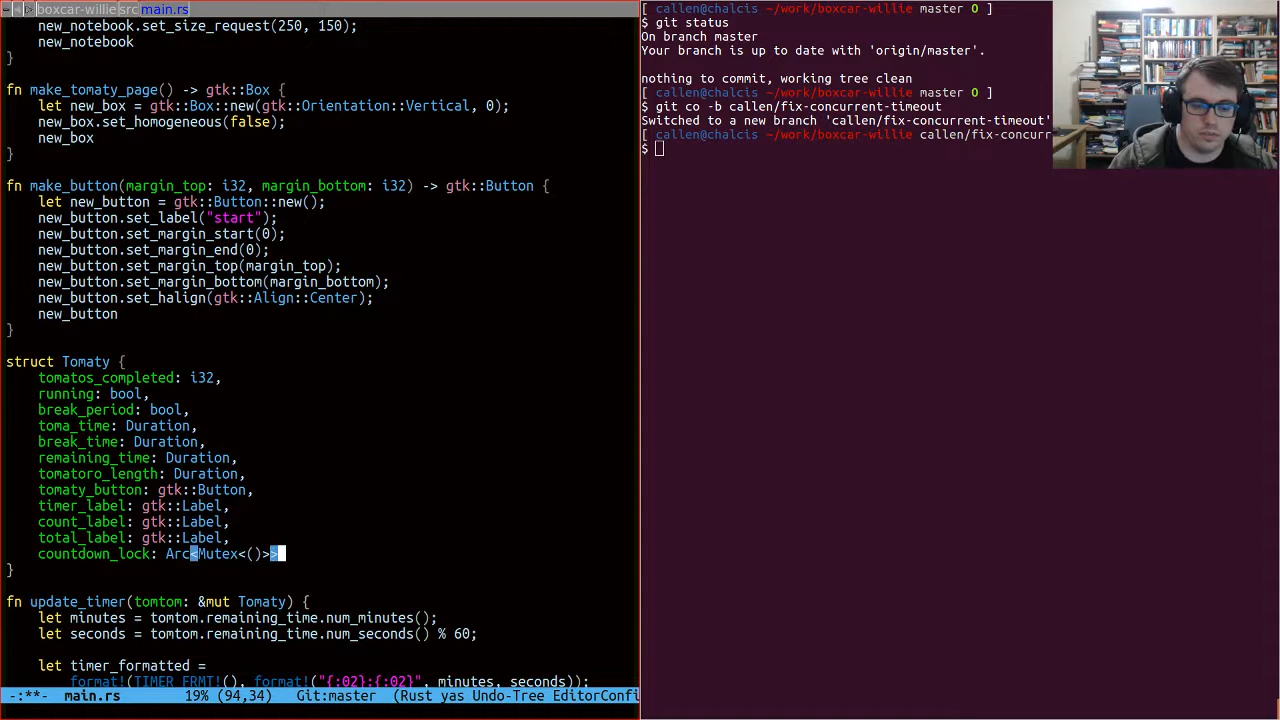 boxcar-willie src main.rs
new_notebook.set_size_request(250, 150);
new_notebook
}
fn make_tomaty_page() -> gtk::Box {
let new_box = gtk::Box::new(gtk::Orientation::Vertical, 0);
new_box.set_homogeneous(false);
new_box
}
fn make_button(margin_top: i32, margin_bottom: i32) -> gtk::Button {
let new_button = gtk::Button::new();
new_button.set_label("start");
new_button.set_margin_start(0);
new_button.set_margin_end(0);
new_button.set_margin_top(margin_top);
new_button.set_margin_bottom(margin_bottom);
new_button.set_halign(gtk::Align::Center);
new_button
}
struct Tomaty {
tomatos_completed: i32,
running: bool,
break_period: bool,
toma_time: Duration,
break_time: Duration,
remaining_time: Duration,
tomatoro_length: Duration,
tomaty_button: gtk::Button,
timer_label: gtk::Label,
count_label: gtk::Label,
total_label: gtk::Label,
countdown_lock: Arc<Mutex<()>>
}
fn update_timer(tomtom: &mut Tomaty) {
let minutes = tomtom.remaining_time.num_minutes();
let seconds = tomtom.remaining_time.num_seconds() % 60;
let timer_formatted =
format!(TIMER_FRMT!(), format!("{:02}:{:02}", minutes, seconds));
-:**- main.rs 19% (94,34) Git:master (Rust yas Undo-Tree EditorConfi
[ callen@chalcis ~/work/boxcar-willie master O ]
$ git status
On branch master
Your branch is up to date with 'origin/master'.
nothing to commit, working tree clean
[ callen@chalcis ~/work/boxcar-willie master O ]
$ git co -b callen/fix-concurrent-timeout
Switched to a new branch 'callen/fix-concurrent-timeout'
[ callen@chalcis ~/work/boxcar-willie callen/fix-concurr
$